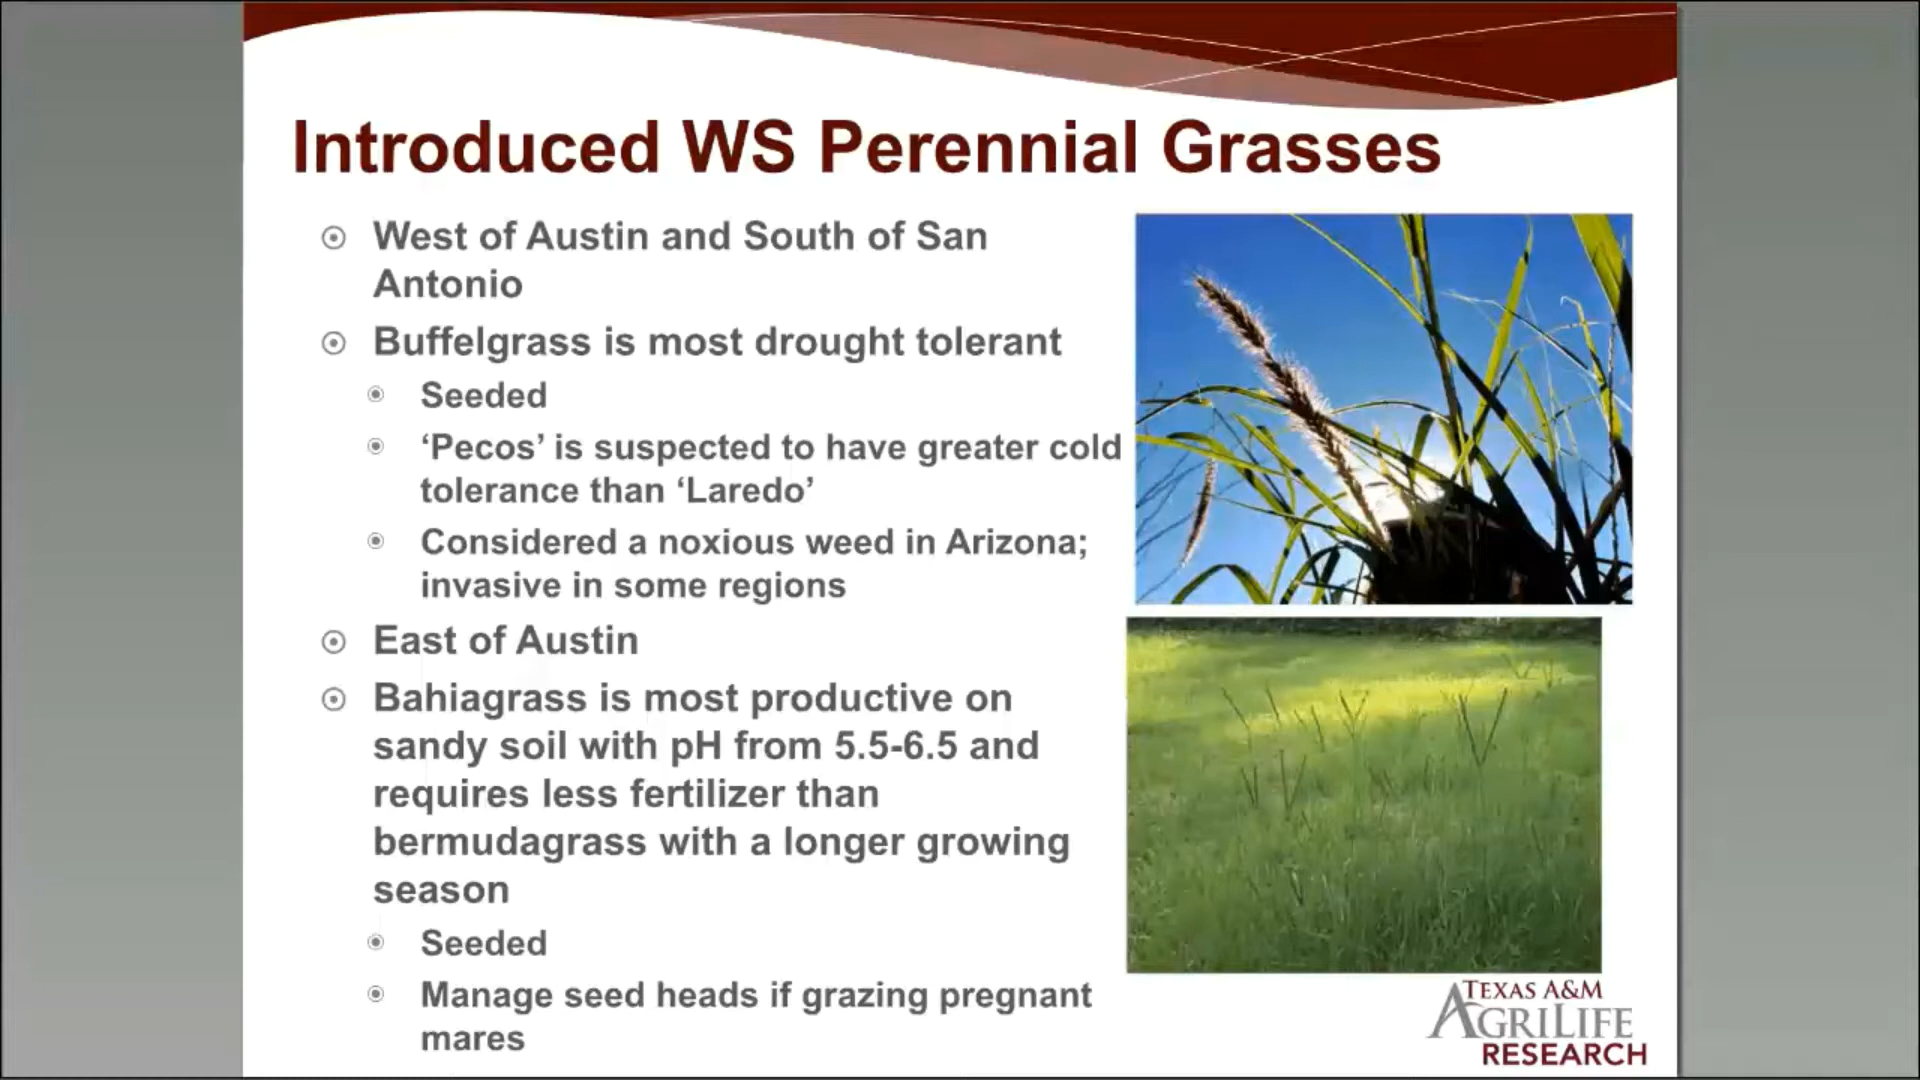 Introduced WS Perennial Grasses
West of Austin and South of San
Antonio
Buffelgrass is most drought tolerant
Seeded
‘Pecos’ is suspected to have greater cold
tolerance than ‘Laredo’
Considered a noxious weed in Arizona;
invasive in some regions
East of Austin
Bahiagrass is most productive on
sandy soil with pH from 5.5-6.5 and
requires less fertilizer than
bermudagrass with a longer growing
season
Seeded
Manage seed heads if grazing pregnant
mares
TEXAS A&M
AGRILIFE
RESEARCH